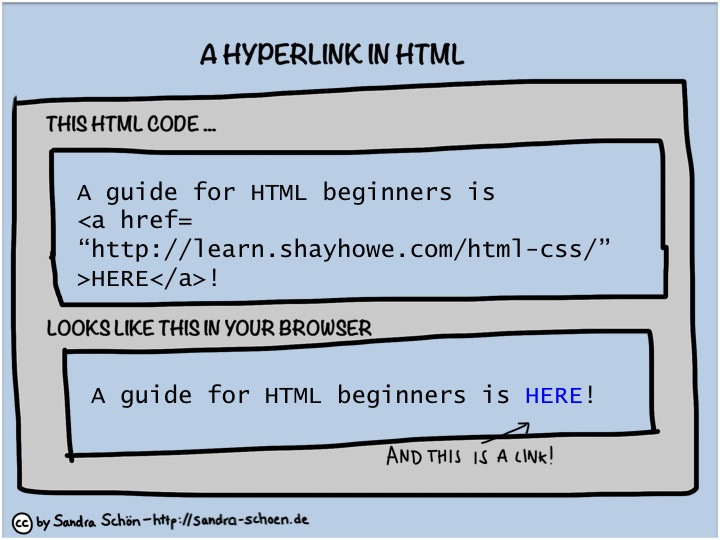 A HYPERLINK IN HTML
THIS HTML CODE ...
A guide for HTML beginners is
<a href=
“http://learn.shayhowe.com/html-css/”
>HERE</a>!
LOOKS LIKE THIS IN YOUR BROWSER
A guide for HTML beginners is HERE!
AND THIS IS A LINK!
cc by Sandra Schön – http://sandra-schoen.de